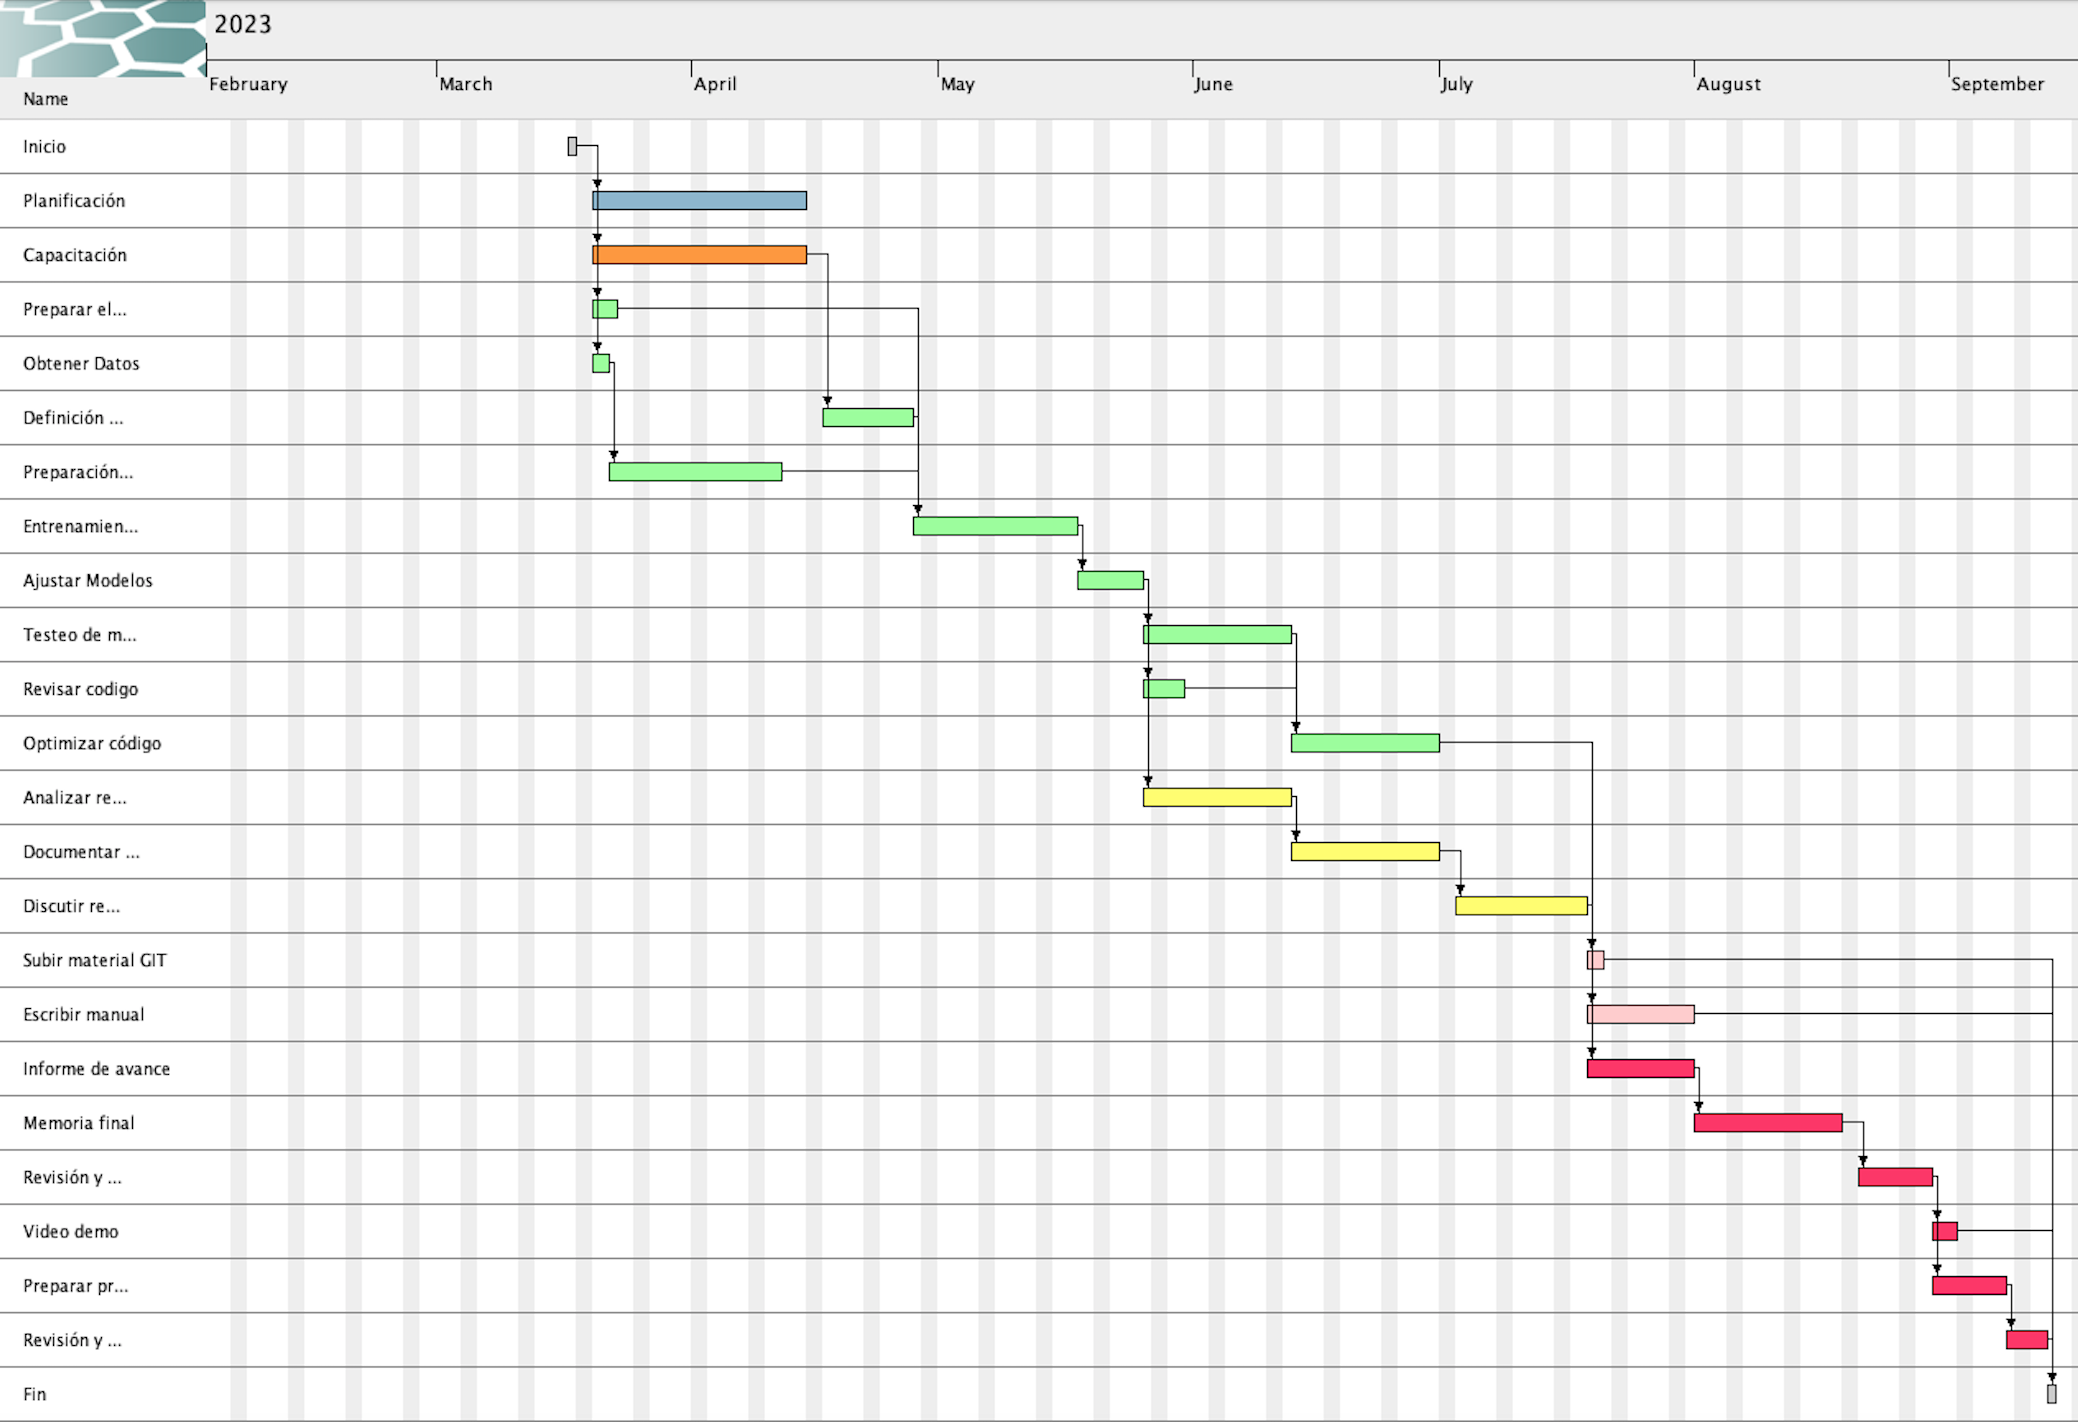 2023
February March April May June July August September
Name
Inicio
Planificación
Capacitación
Preparar el...
Obtener Datos
Definición ...
Preparación...
Entrenamien...
Ajustar Modelos
Testeo de m...
Revisar codigo
Optimizar código
Analizar re...
Documentar ...
Discutir re...
Subir material GIT
Escribir manual
Informe de avance
Memoria final
Revisión y ...
Video demo
Preparar pr...
Revisión y ...
Fin